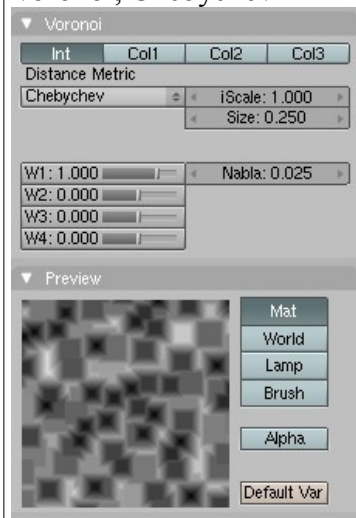 Voronoi
Int Col1 Col2 Col3
Distance Metric
Chebychev
iScale: 1.000
Size: 0.250
W1: 1.000
Nabla: 0.025
W2: 0.000
W3: 0.000
W4: 0.000
Preview
Mat
World
Lamp
Brush
Alpha
Default Var